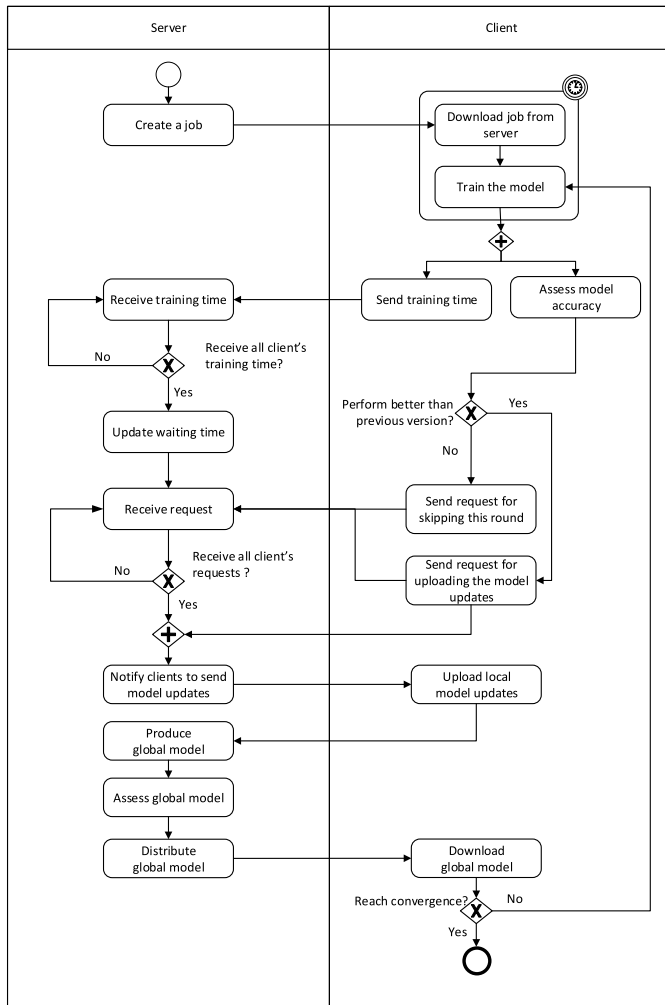 Server
Client
Create a job
Download job from
server
Train the model
Receive training time
Send training time
Assess model
accuracy
Receive all client's
training time?
No
Yes
Perform better than
previous version?
Yes
No
Update waiting time
Receive request
Send request for
skipping this round
Receive all client's
requests ?
No
Yes
Send request for
uploading the model
updates
Notify clients to send
model updates
Upload local
model updates
Produce
global model
Assess global model
Distribute
global model
Download
global model
Reach convergence?
No
Yes